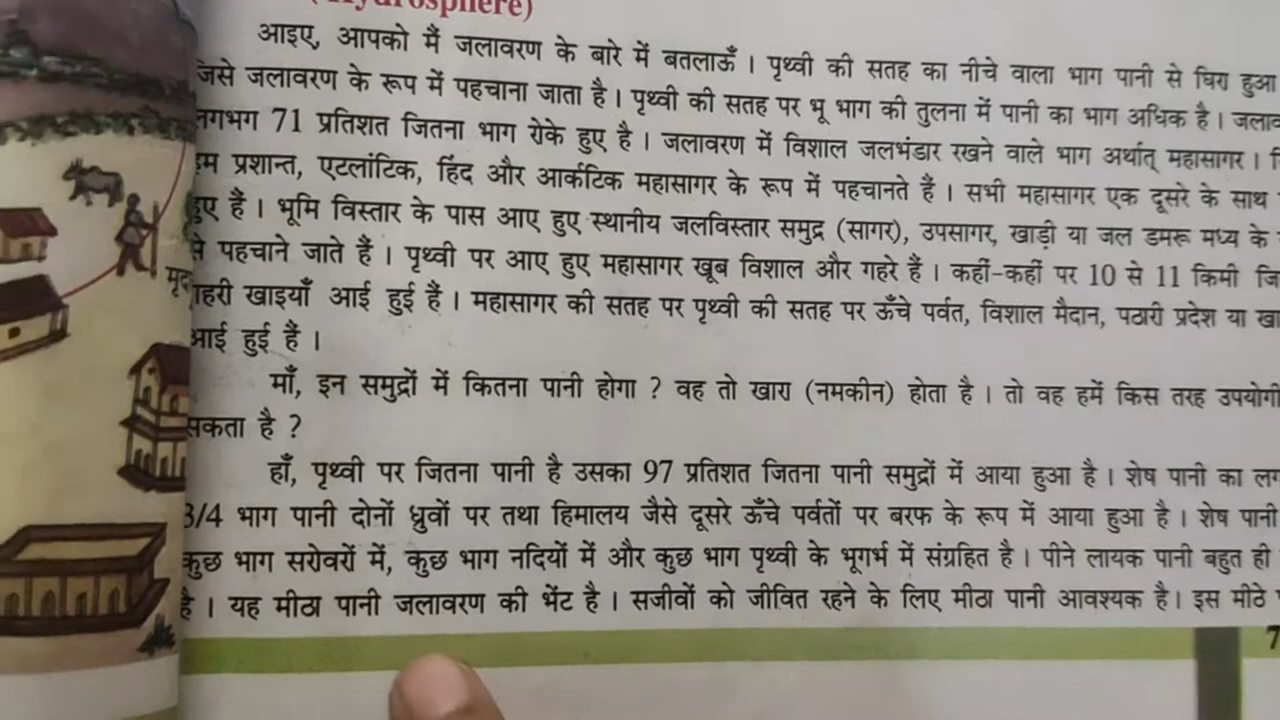 (Hydrosphere)
आइए, आपको मैं जलावरण के बारे में बतलाऊँ । पृथ्वी की सतह का नीचे वाला भाग पानी से घिरा हुआ
जिसे जलावरण के रूप में पहचाना जाता है । पृथ्वी की सतह पर भू भाग की तुलना में पानी का भाग अधिक है ।
71 प्रतिशत जितना भाग रोके हुए है । जलावरण में विशाल जलभंडार रखने वाले भाग अर्थात् महासागर ।
प्रशान्त, एटलांटिक, हिंद और आर्कटिक महासागर के रूप में पहचानते हैं । सभी महासागर एक दूसरे के साथ
हुए हैं । भूमि विस्तार के पास आए हुए स्थानीय जलविस्तार समुद्र (सागर), उपसागर, खाड़ी या जल डमरू मध्य के
से पहचाने जाते हैं । पृथ्वी पर आए हुए महासागर खूब विशाल और गहरे हैं । कहीं-कहीं पर 10 से 11 किमी
गहरी खाइयाँ आई हुई हैं । महासागर की सतह पर पृथ्वी की सतह पर ऊँचे पर्वत, विशाल मैदान, पठारी प्रदेश या
आई हुई हैं ।
माँ, इन समुद्रों में कितना पानी होगा ? वह तो खारा (नमकीन) होता है । तो वह हमें किस तरह उपयोगी
सकता है ?
हाँ, पृथ्वी पर जितना पानी है उसका 97 प्रतिशत जितना पानी समुद्रों में आया हुआ है । शेष पानी का
3/4 भाग पानी दोनों ध्रुवों पर तथा हिमालय जैसे दूसरे ऊँचे पर्वतों पर बरफ के रूप में आया हुआ है । शेष पानी
कुछ भाग सरोवरों में, कुछ भाग नदियों में और कुछ भाग पृथ्वी के भूगर्भ में संग्रहित है । पीने लायक पानी बहुत ही
है । यह मीठा पानी जलावरण की भेंट है । सजीवों को जीवित रहने के लिए मीठा पानी आवश्यक है। इस मीठे